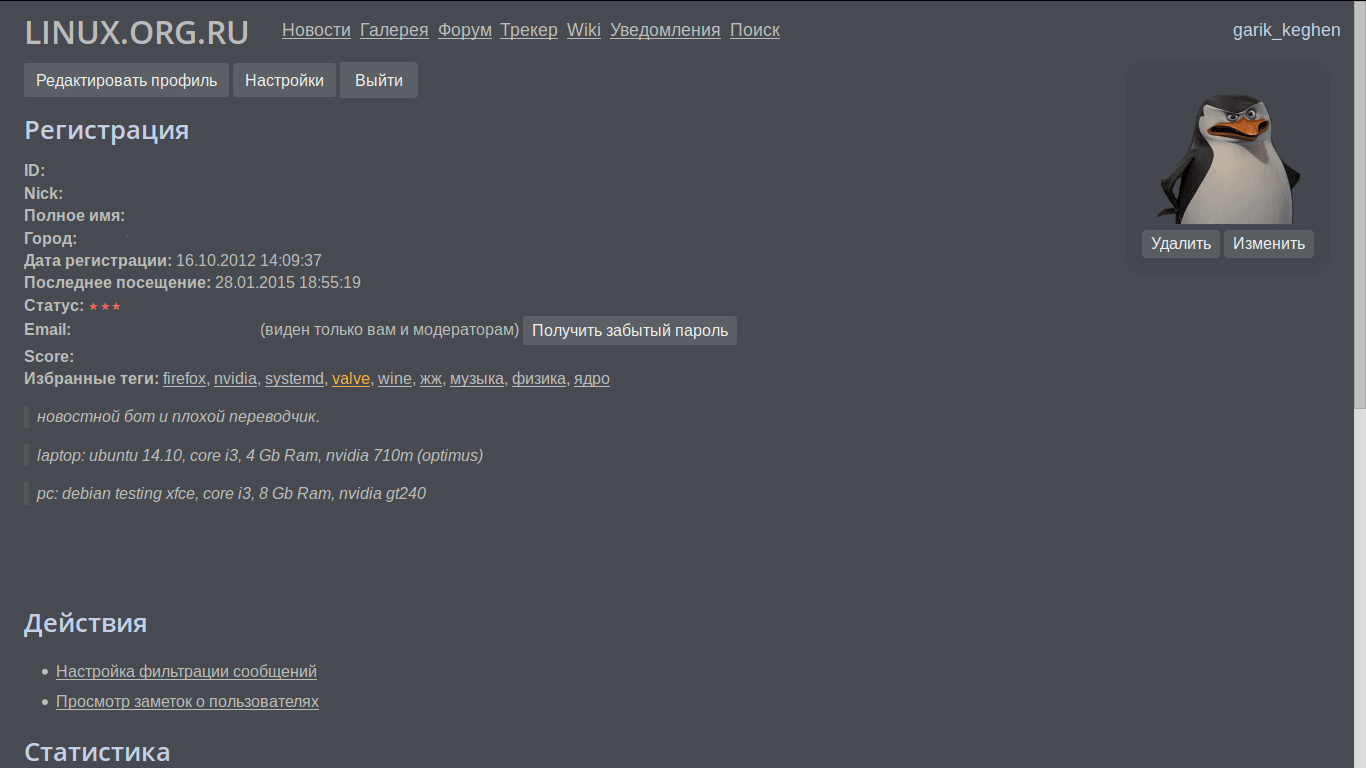 LINUX.ORG.RU Новости Галерея Форум Трекер Wiki Уведомления Поиск garik_keghen
Редактировать профиль Настройки Выйти
Регистрация
ID:
Nick:
Полное имя:
Город:
Дата регистрации: 16.10.2012 14:09:37
Последнее посещение: 28.01.2015 18:55:19
Статус: ★★★
Email: (виден только вам и модераторам) Получить забытый пароль
Score:
Избранные теги: firefox, nvidia, systemd, valve, wine, жж, музыка, физика, ядро
новостной бот и плохой переводчик.
laptop: ubuntu 14.10, core i3, 4 Gb Ram, nvidia 710m (optimus)
pc: debian testing xfce, core i3, 8 Gb Ram, nvidia gt240
Удалить Изменить
Действия
• Настройка фильтрации сообщений
• Просмотр заметок о пользователях
Статистика